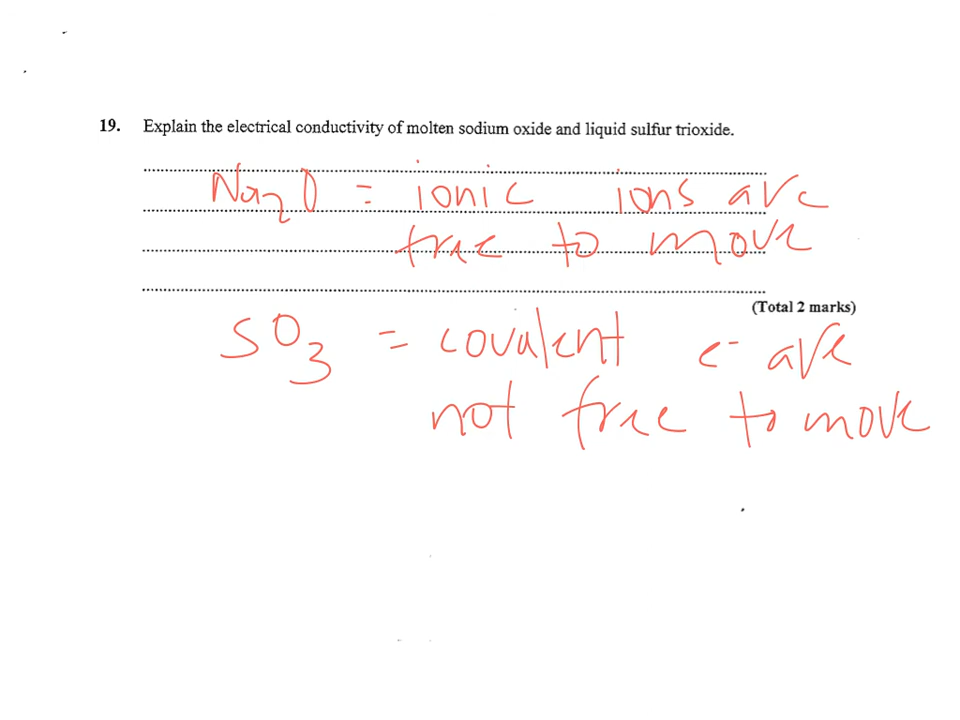 19. Explain the electrical conductivity of molten sodium oxide and liquid sulfur trioxide.
Na2O = ionic ions are
free to move
(Total 2 marks)
SO3 = covalent e- are
not free to move